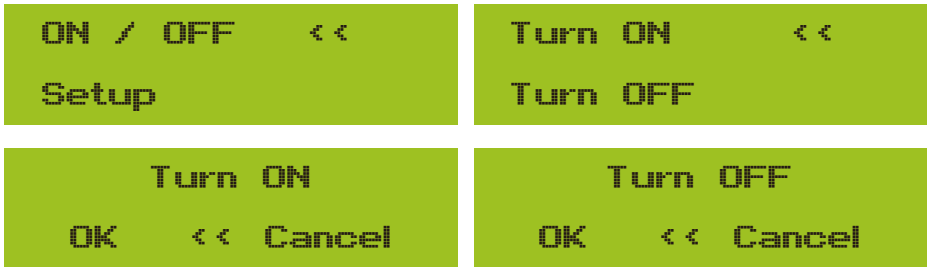 ON / OFF <<
Setup
Turn ON <<
Turn OFF
Turn ON
OK << Cancel
Turn OFF
OK << Cancel